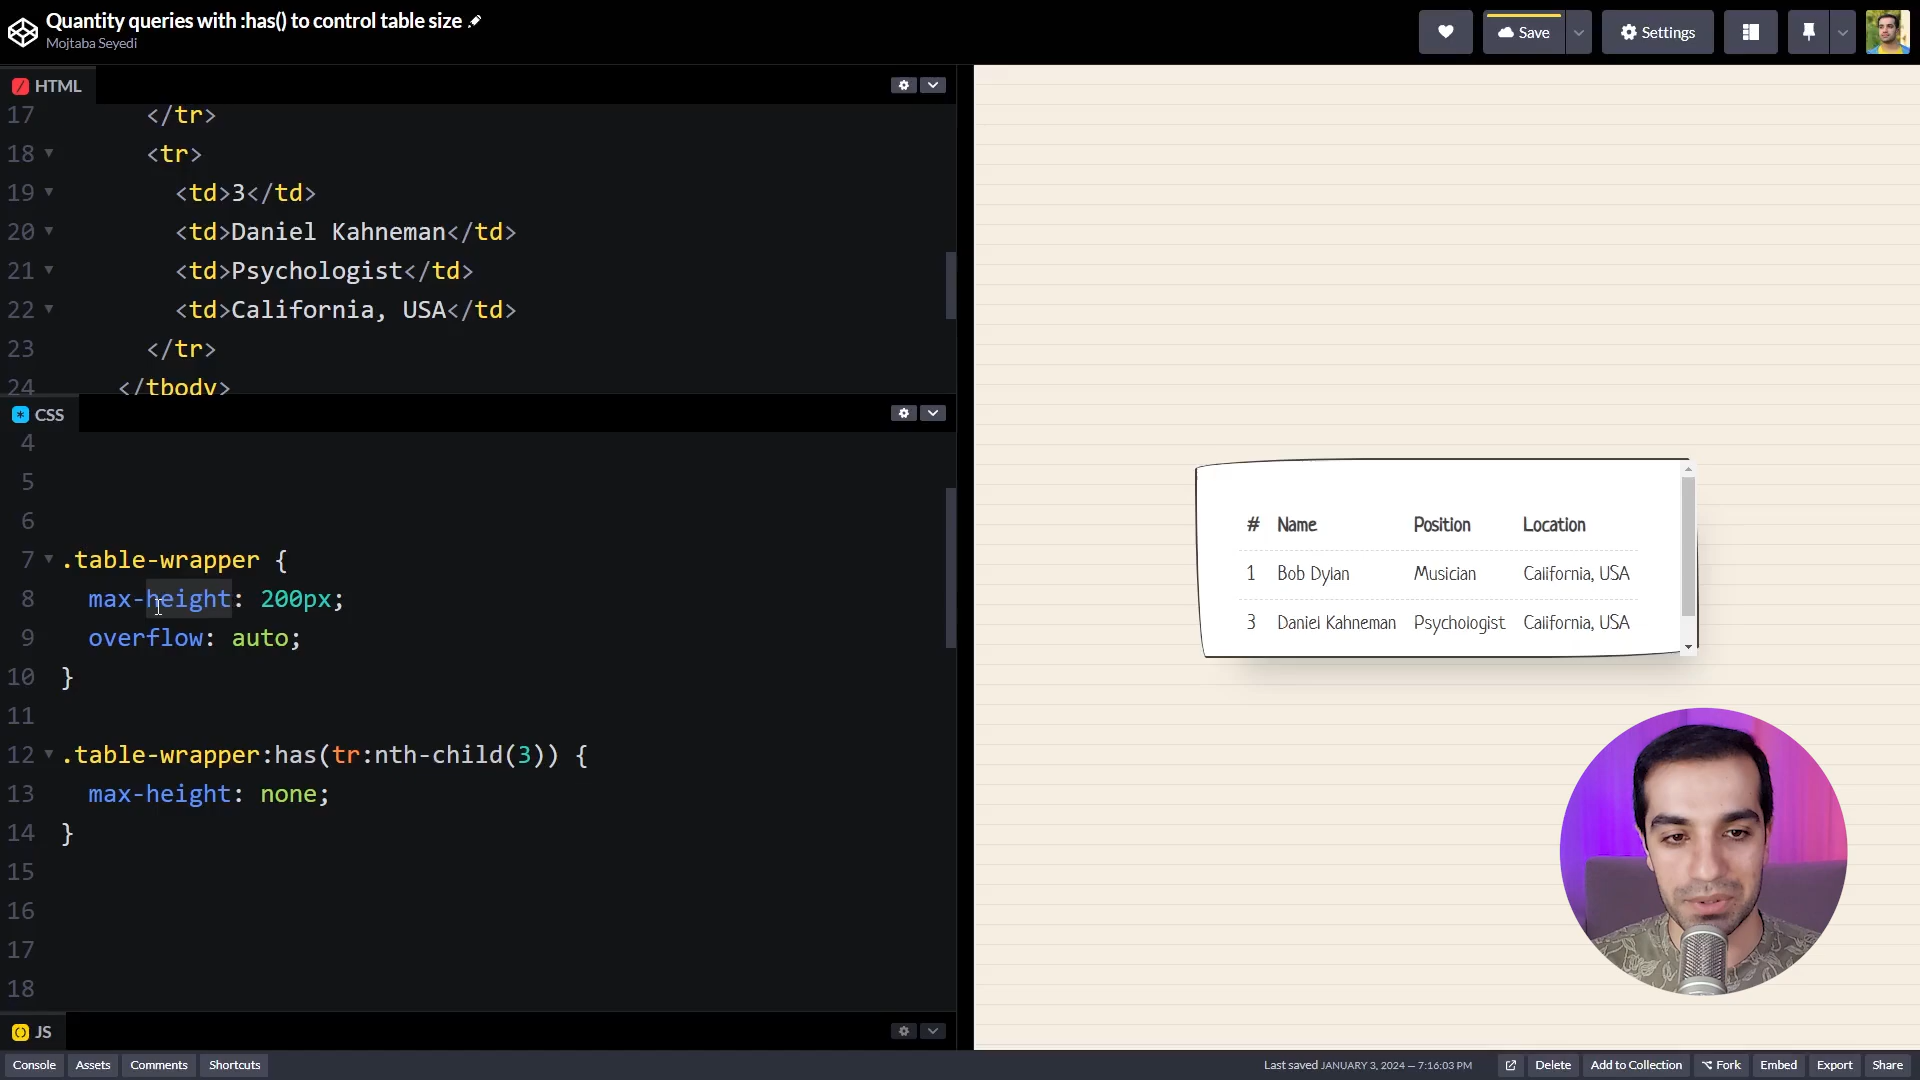 Quantity queries with :has() to control table size
Mojtaba Seyedi
Save
Settings
HTML
17 </tr>
18 <tr>
19 <td>3</td>
20 <td>Daniel Kahneman</td>
21 <td>Psychologist</td>
22 <td>California, USA</td>
23 </tr>
24 </tbody>
CSS
4
5
6
7 .table-wrapper {
8 max-height: 200px;
9 overflow: auto;
10 }
11
12 .table-wrapper:has(tr:nth-child(3)) {
13 max-height: none;
14 }
15
16
17
18
JS
# Name Position Location
1 Bob Dylan Musician California, USA
3 Daniel Kahneman Psychologist California, USA
Console Assets Comments Shortcuts
Last saved JANUARY 3, 2024 — 7:16:03 PM
Delete Add to Collection Fork Embed Export Share